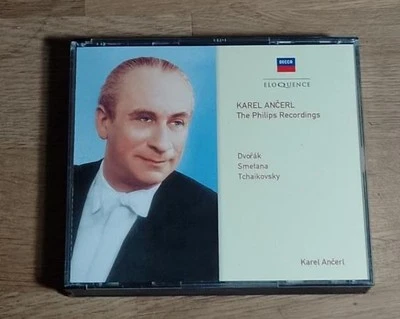 DECCA
ELOQUENCE
KAREL ANČERL
The Philips Recordings
Dvořák
Smetana
Tchaikovsky
Karel Ančerl